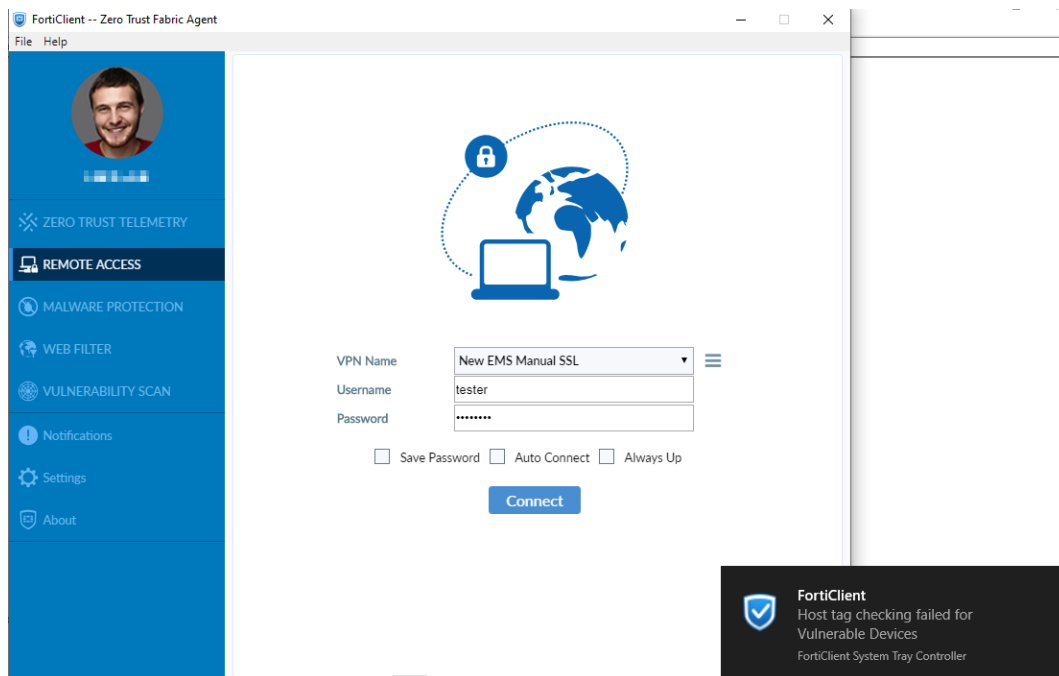 FortiClient -- Zero Trust Fabric Agent
File Help
ZERO TRUST TELEMETRY
REMOTE ACCESS
MALWARE PROTECTION
WEB FILTER
VULNERABILITY SCAN
Notifications
Settings
About
VPN Name New EMS Manual SSL
Username tester
Password ••••••••
Save Password Auto Connect Always Up
Connect
FortiClient
Host tag checking failed for
Vulnerable Devices
FortiClient System Tray Controller